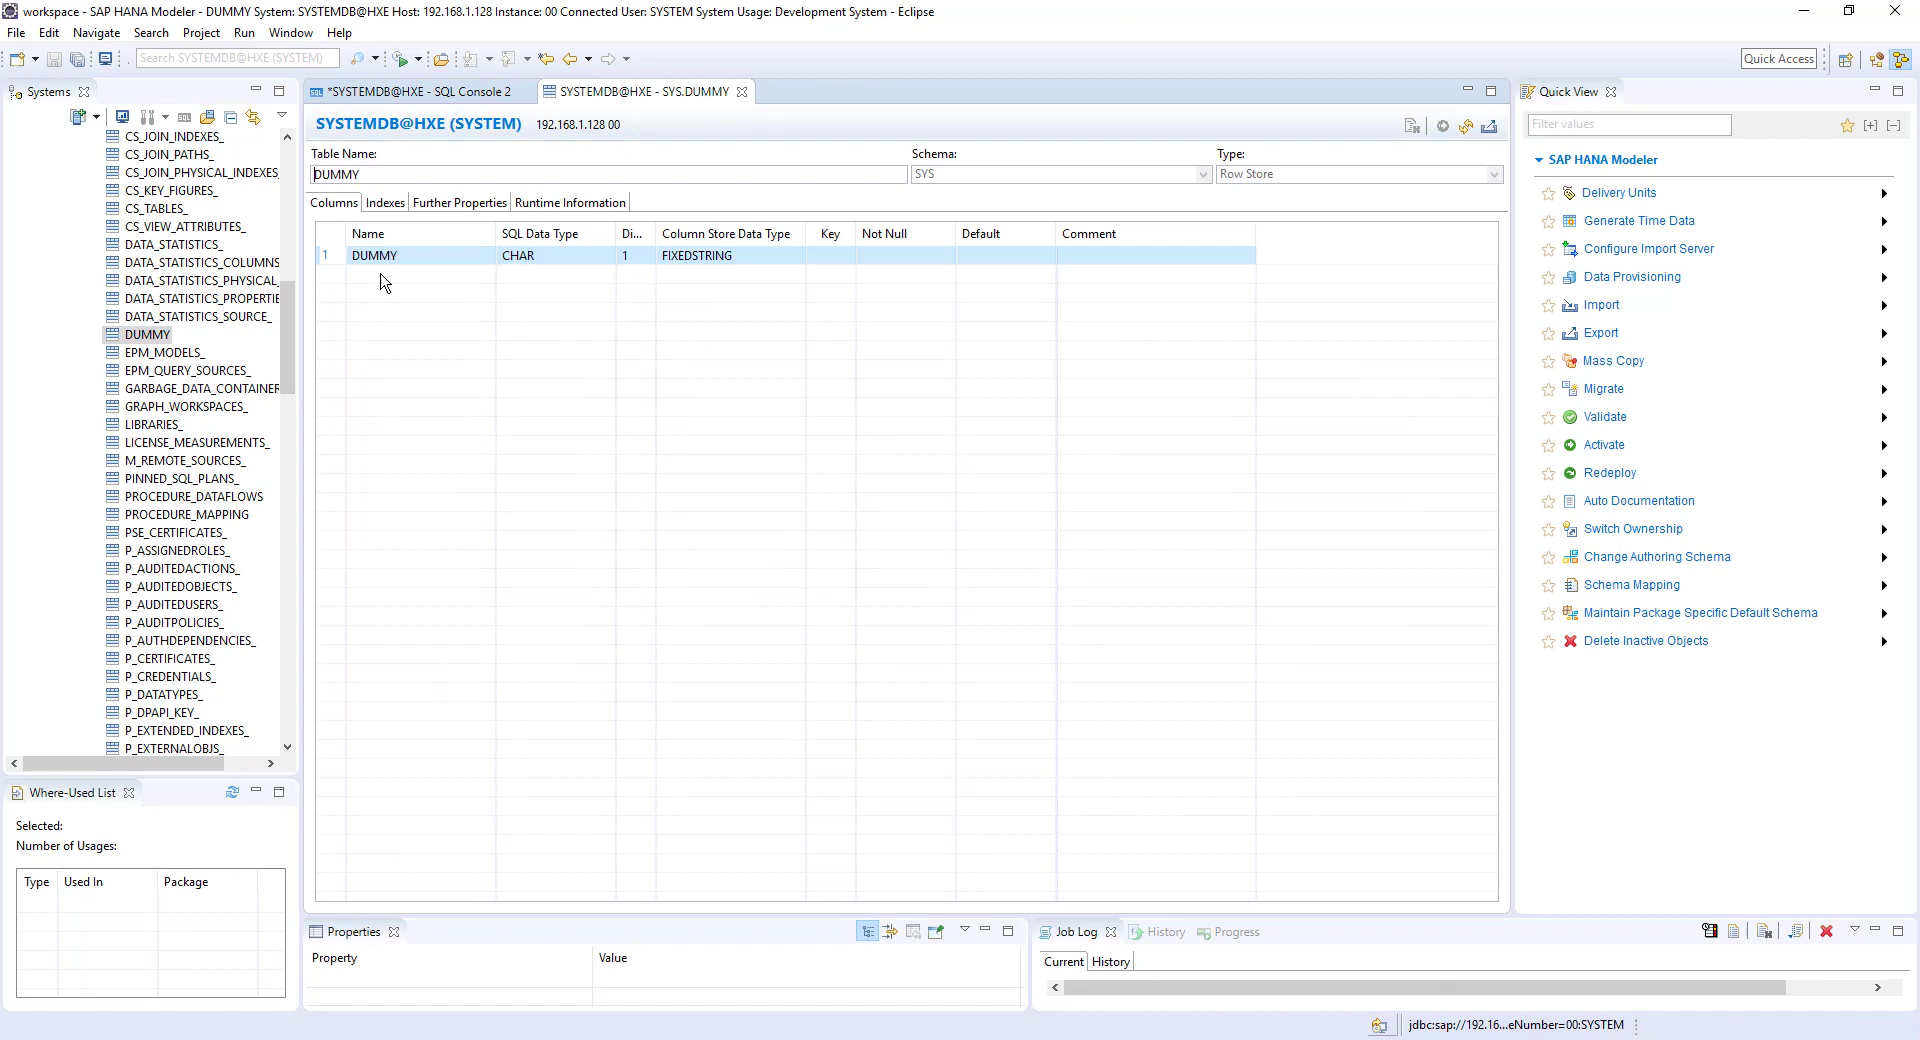 workspace - SAP HANA Modeler - DUMMY System: SYSTEMDB@HXE Host: 192.168.1.128 Instance: 00 Connected User: SYSTEM System Usage: Development System - Eclipse
File Edit Navigate Search Project Run Window Help
Search SYSTEMDB@HXE (SYSTEM)
Quick Access
Systems
CS_JOIN_INDEXES_
CS_JOIN_PATHS_
CS_JOIN_PHYSICAL_INDEXES_
CS_KEY_FIGURES_
CS_TABLES_
CS_VIEW_ATTRIBUTES_
DATA_STATISTICS_
DATA_STATISTICS_COLUMNS
DATA_STATISTICS_PHYSICAL_
DATA_STATISTICS_PROPERTIE
DATA_STATISTICS_SOURCE_
DUMMY
EPM_MODELS_
EPM_QUERY_SOURCES_
GARBAGE_DATA_CONTAINER
GRAPH_WORKSPACES_
LIBRARIES_
LICENSE_MEASUREMENTS_
M_REMOTE_SOURCES_
PINNED_SQL_PLANS_
PROCEDURE_DATAFLOWS
PROCEDURE_MAPPING
PSE_CERTIFICATES_
P_ASSIGNEDROLES_
P_AUDITEDACTIONS_
P_AUDITEDOBJECTS_
P_AUDITEDUSERS_
P_AUDITPOLICIES_
P_AUTHDEPENDENCIES_
P_CERTIFICATES_
P_CREDENTIALS_
P_DATATYPES_
P_DPAPI_KEY_
P_EXTENDED_INDEXES_
P_EXTERNALOBJS_
Where-Used List
Selected:
Number of Usages:
Type Used In Package
SQL *SYSTEMDB@HXE - SQL Console 2
SYSTEMDB@HXE - SYS.DUMMY
SYSTEMDB@HXE (SYSTEM) 192.168.1.128 00
Table Name: Schema: Type:
DUMMY SYS Row Store
Columns Indexes Further Properties Runtime Information
Name SQL Data Type Di... Column Store Data Type Key Not Null Default Comment
1 DUMMY CHAR 1 FIXEDSTRING
Properties
Property Value
Job Log History Progress
Current History
Quick View
Filter values
SAP HANA Modeler
Delivery Units
Generate Time Data
Configure Import Server
Data Provisioning
Import
Export
Mass Copy
Migrate
Validate
Activate
Redeploy
Auto Documentation
Switch Ownership
Change Authoring Schema
Schema Mapping
Maintain Package Specific Default Schema
Delete Inactive Objects
jdbc:sap://192.16...eNumber=00:SYSTEM